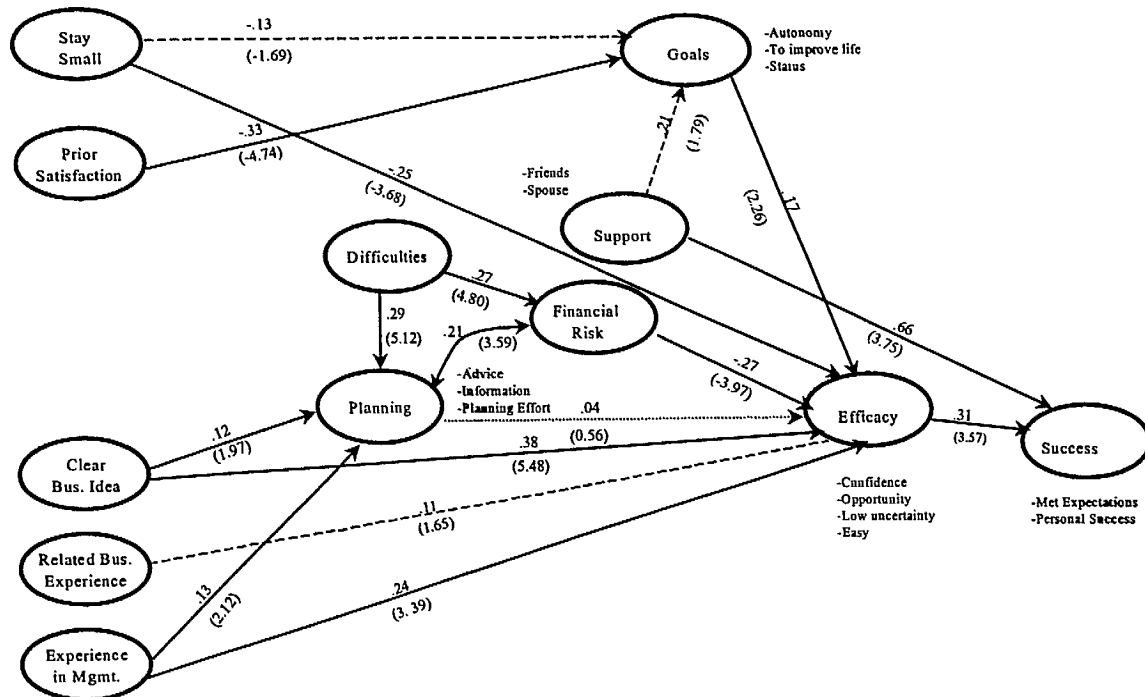 Stay
Small
-.13
(-1.69)
Goals
-Autonomy
-To improve life
-Status
Prior
Satisfaction
-.33
(-4.74)
-.25
(-3.68)
.21
(1.79)
-Friends
-Spouse
Support
.17
(2.26)
Difficulties
.27
(4.80)
Financial
Risk
.29
(5.12)
.21
(3.59)
.66
(3.75)
-.27
(-3.97)
Planning
-Advice
-Information
-Planning Effort
.04
(0.56)
Efficacy
.31
(3.57)
Success
.12
(1.97)
.38
(5.48)
Clear
Bus. Idea
-Confidence
-Opportunity
-Low uncertainty
-Easy
-Met Expectations
-Personal Success
.11
(1.65)
Related Bus.
Experience
.13
(2.12)
.24
(3.39)
Experience
in Mgmt.